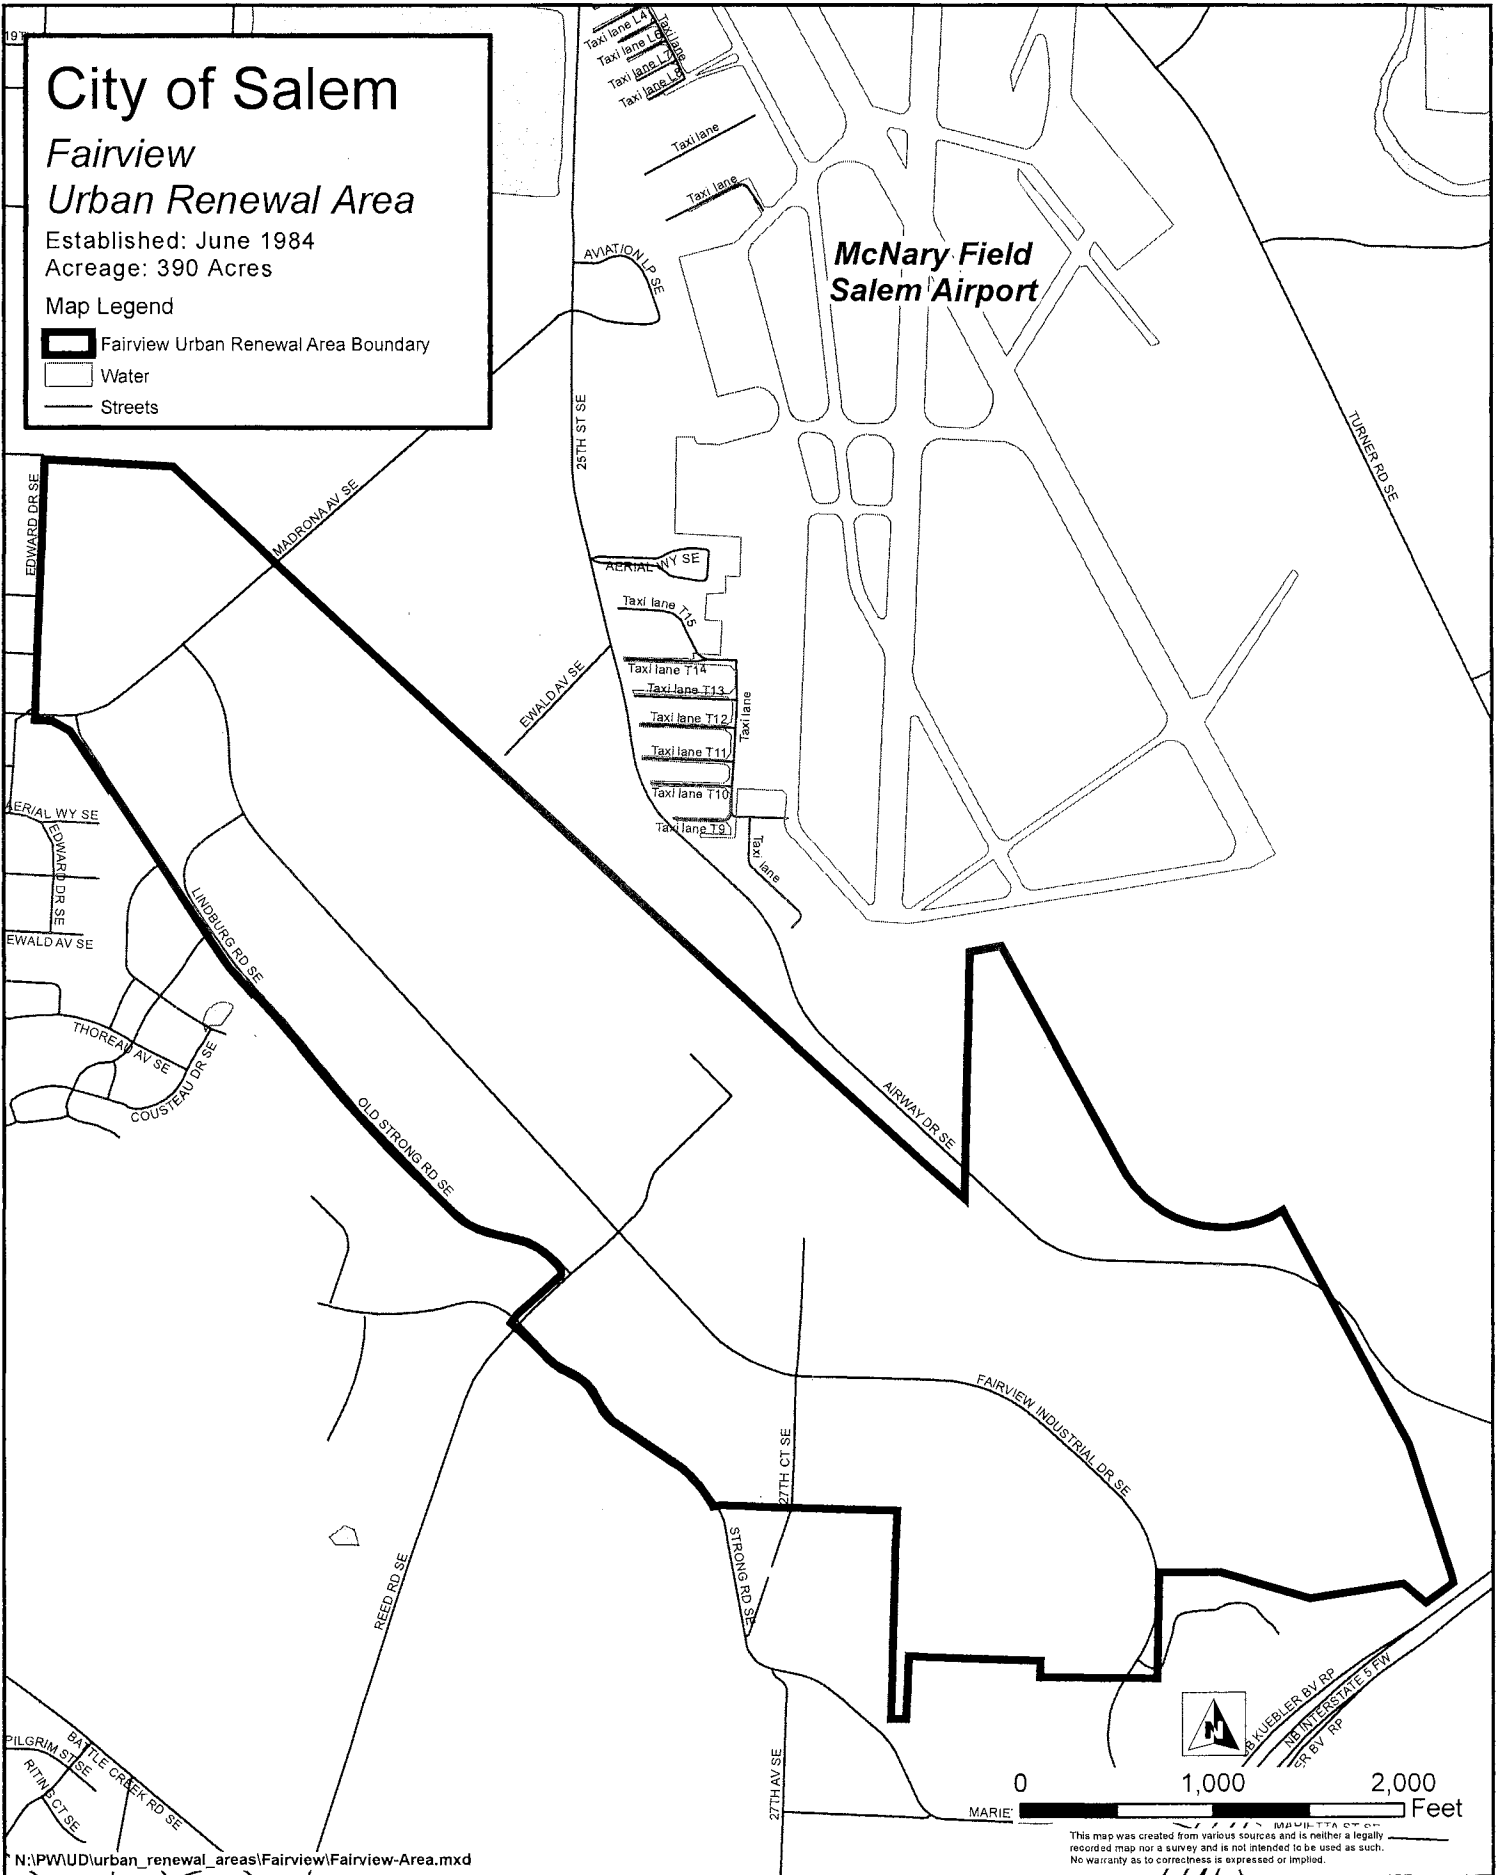 19T
City of Salem
Fairview
Urban Renewal Area
Established: June 1984
Acreage: 390 Acres
Map Legend
Fairview Urban Renewal Area Boundary
Water
Streets
Taxi lane L4
Taxi lane L6
Taxi lane L7
Taxi lane L8
Taxi lane
Taxi lane
Taxi lane
AVIATION LP SE
McNary Field
Salem Airport
25TH ST SE
TURNER RD SE
EDWARD DR SE
MADRONA AV SE
AERIAL WY SE
Taxi lane T15
Taxi lane T14
Taxi lane T13
Taxi lane T12
Taxi lane T11
Taxi lane T10
Taxi lane T9
Taxi lane
Taxi lane
EWALD AV SE
AERIAL WY SE
EDWARD DR SE
EWALD AV SE
LINDBURG RD SE
THOREAU AV SE
COUSTEAU DR SE
OLD STRONG RD SE
AIRWAY DR SE
FAIRVIEW INDUSTRIAL DR SE
27TH CT SE
STRONG RD SE
REED RD SE
27TH AV SE
PILGRIM ST SE
BATTLE CREEK RD SE
SB KUEBLER BV RP
NB INTERSTATE 5 FW
ER BV RP
N
0 1,000 2,000
Feet
MARIE
MARIETTA ST SE
This map was created from various sources and is neither a legally
recorded map nor a survey and is not intended to be used as such.
No warranty as to correctness is expressed or implied.
N:\PW\UD\urban_renewal_areas\Fairview\Fairview-Area.mxd